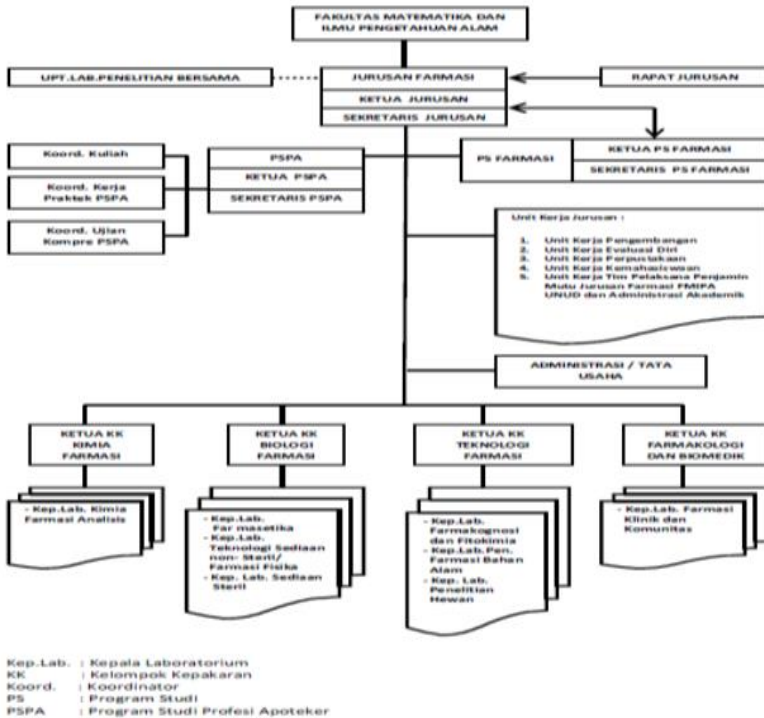 FAKULTAS MATEMATIKA DAN
ILMU PENGETAHUAN ALAM
UPT.LAB.PENELITIAN BERSAMA
JURUSAN FARMASI
RAPAT JURUSAN
KETUA JURUSAN
SEKRETARIS JURUSAN
Koord. Kuliah
Koord. Kerja
Praktek PSPA
Koord. Ujian
Kompre PSPA
PSPA
KETUA PSPA
SEKRETARIS PSPA
PS FARMASI
KETUA PS FARMASI
SEKRETARIS PS FARMASI
Unit Kerja Jurusan :
1. Unit Kerja Pengembangan
2. Unit Kerja Evaluasi Diri
3. Unit Kerja Perpustakaan
4. Unit Kerja Kemahasiswaan
5. Unit Kerja Tim Pelaksana Penjamin
Mutu Jurusan Farmasi FMIPA
UNUD dan Administrasi Akademik
ADMINISTRASI / TATA
USAHA
KETUA KK
KIMIA
FARMASI
KETUA KK
BIOLOGI
FARMASI
KETUA KK
TEKNOLOGI
FARMASI
KETUA KK
FARMAKOLOGI
DAN BIOMEDIK
- Kep.Lab. Kimia
Farmasi Analisis
- Kep.Lab.
Far masetika
- Kep.Lab.
Teknologi Sediaan
non- Steril/
Farmasi Fisika
- Kep. Lab. Sediaan
Steril
- Kep.Lab.
Farmakognosi
dan Fitokimia
- Kep.Lab.Pen.
Farmasi Bahan
Alam
- Kep. Lab.
Penelitian
Hewan
- Kep.Lab. Farmasi
Klinik dan
Komunitas
Kep.Lab. : Kepala Laboratorium
KK : Kelompok Kepakaran
Koord. : Koordinator
PS : Program Studi
PSPA : Program Studi Profesi Apoteker